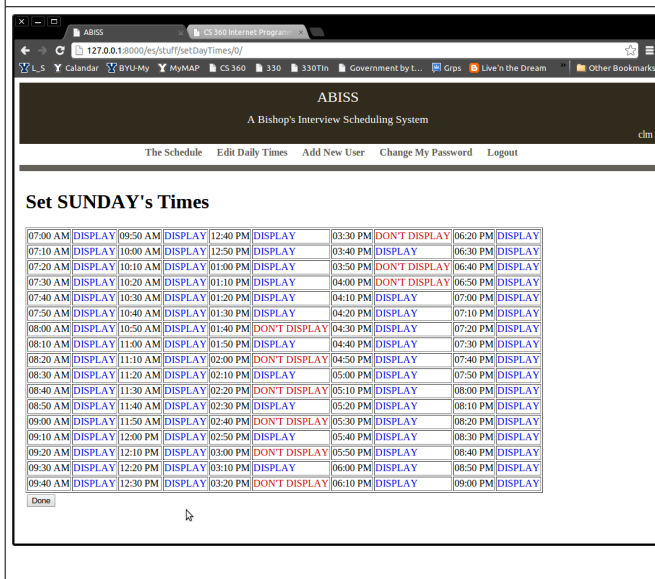 ABISS CS 360 Internet Program
127.0.0.1:8000/es/stuff/setDayTimes/0/
L_S Calandar BYU-My MyMAP CS 360 330 330TIn Government by t... Grps Live'n the Dream » Other Bookmarks
ABISS
A Bishop's Interview Scheduling System
clm
The Schedule Edit Daily Times Add New User Change My Password Logout
Set SUNDAY's Times
07:00 AM DISPLAY 09:50 AM DISPLAY 12:40 PM DISPLAY 03:30 PM DON'T DISPLAY 06:20 PM DISPLAY
07:10 AM DISPLAY 10:00 AM DISPLAY 12:50 PM DISPLAY 03:40 PM DISPLAY 06:30 PM DISPLAY
07:20 AM DISPLAY 10:10 AM DISPLAY 01:00 PM DISPLAY 03:50 PM DON'T DISPLAY 06:40 PM DISPLAY
07:30 AM DISPLAY 10:20 AM DISPLAY 01:10 PM DISPLAY 04:00 PM DON'T DISPLAY 06:50 PM DISPLAY
07:40 AM DISPLAY 10:30 AM DISPLAY 01:20 PM DISPLAY 04:10 PM DISPLAY 07:00 PM DISPLAY
07:50 AM DISPLAY 10:40 AM DISPLAY 01:30 PM DISPLAY 04:20 PM DISPLAY 07:10 PM DISPLAY
08:00 AM DISPLAY 10:50 AM DISPLAY 01:40 PM DON'T DISPLAY 04:30 PM DISPLAY 07:20 PM DISPLAY
08:10 AM DISPLAY 11:00 AM DISPLAY 01:50 PM DISPLAY 04:40 PM DISPLAY 07:30 PM DISPLAY
08:20 AM DISPLAY 11:10 AM DISPLAY 02:00 PM DON'T DISPLAY 04:50 PM DISPLAY 07:40 PM DISPLAY
08:30 AM DISPLAY 11:20 AM DISPLAY 02:10 PM DISPLAY 05:00 PM DISPLAY 07:50 PM DISPLAY
08:40 AM DISPLAY 11:30 AM DISPLAY 02:20 PM DON'T DISPLAY 05:10 PM DISPLAY 08:00 PM DISPLAY
08:50 AM DISPLAY 11:40 AM DISPLAY 02:30 PM DISPLAY 05:20 PM DISPLAY 08:10 PM DISPLAY
09:00 AM DISPLAY 11:50 AM DISPLAY 02:40 PM DON'T DISPLAY 05:30 PM DISPLAY 08:20 PM DISPLAY
09:10 AM DISPLAY 12:00 PM DISPLAY 02:50 PM DISPLAY 05:40 PM DISPLAY 08:30 PM DISPLAY
09:20 AM DISPLAY 12:10 PM DISPLAY 03:00 PM DON'T DISPLAY 05:50 PM DISPLAY 08:40 PM DISPLAY
09:30 AM DISPLAY 12:20 PM DISPLAY 03:10 PM DISPLAY 06:00 PM DISPLAY 08:50 PM DISPLAY
09:40 AM DISPLAY 12:30 PM DISPLAY 03:20 PM DON'T DISPLAY 06:10 PM DISPLAY 09:00 PM DISPLAY
Done